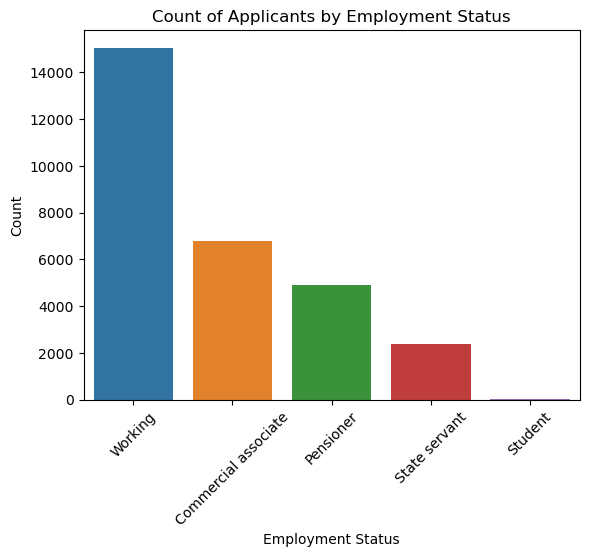 Count of Applicants by Employment Status
14000
12000
10000
8000
6000
4000
2000
0
Count
Working
Commercial associate
Pensioner
State servant
Student
Employment Status